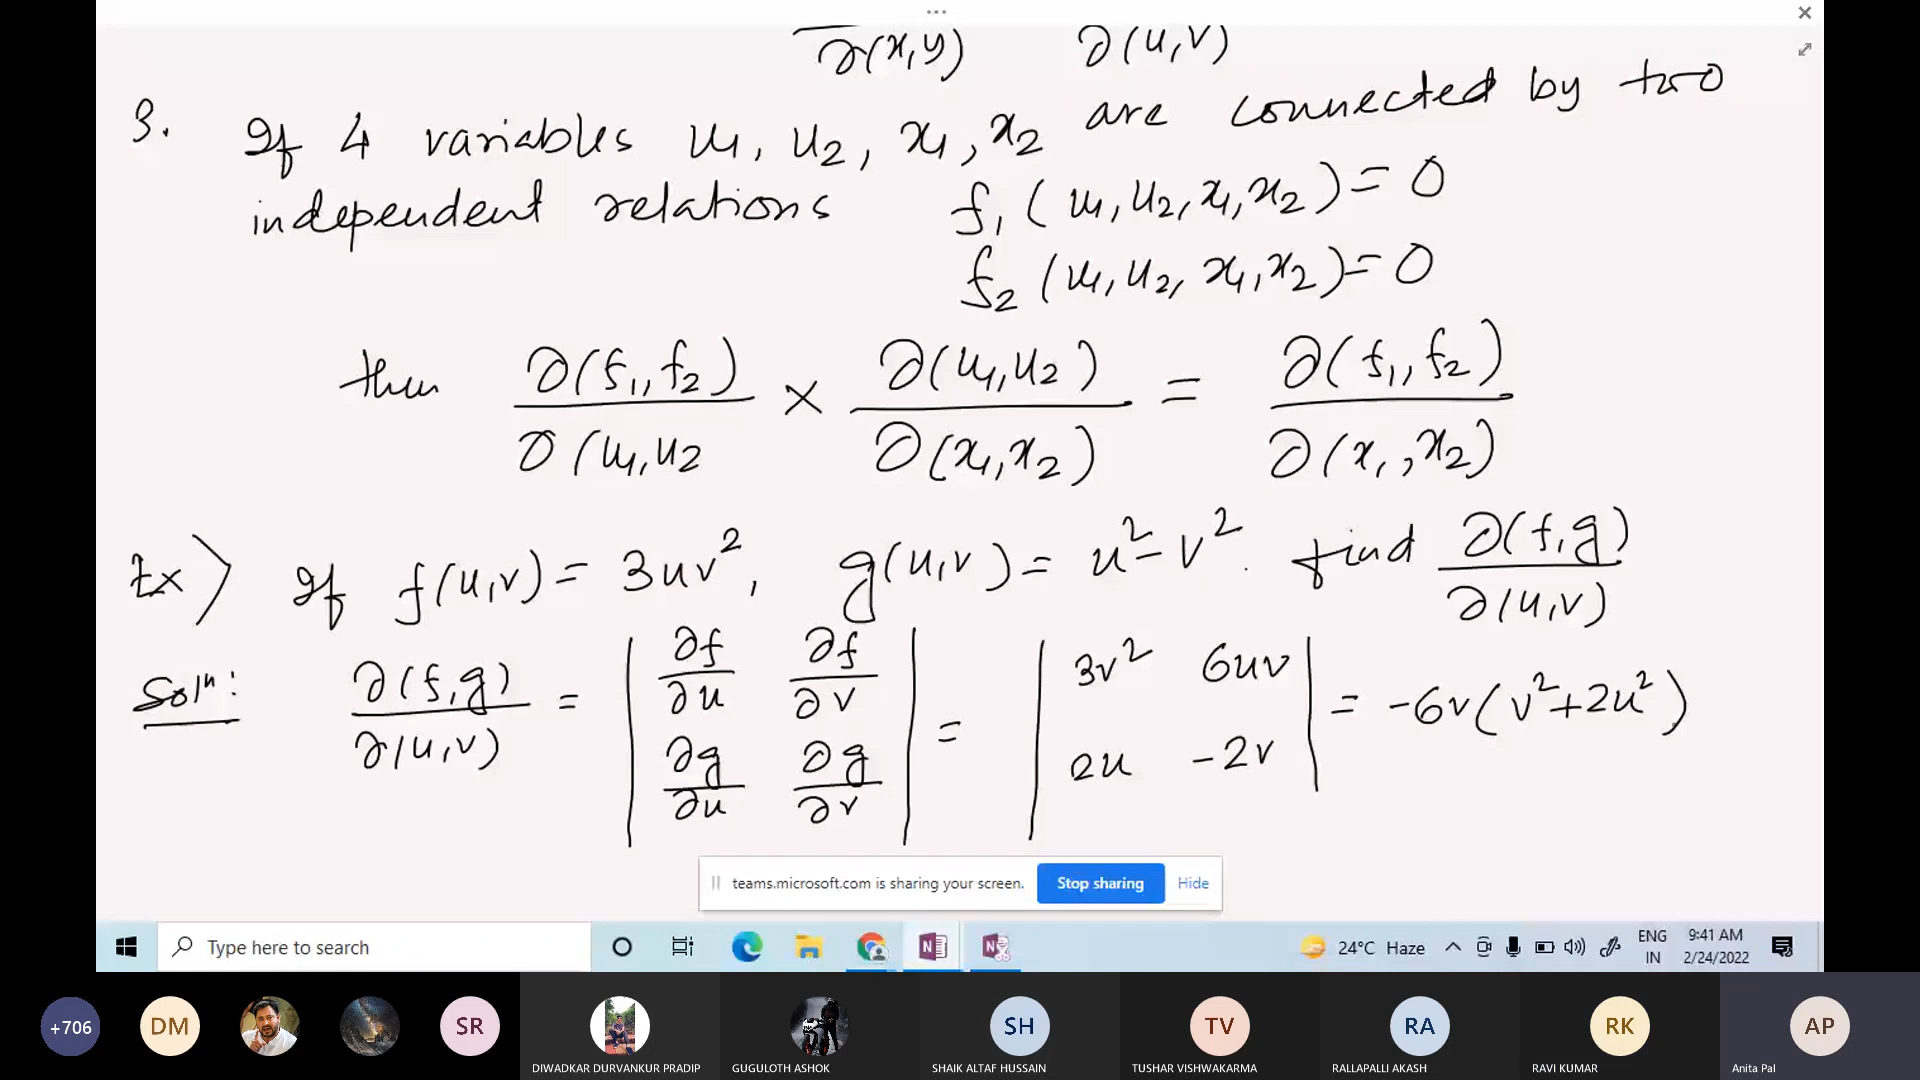 ∂(x,y) ∂(u,v)
3. If 4 variables u₁, u₂, x₁, x₂ are connected by two
independent relations f₁(u₁,u₂,x₁,x₂)=0
f₂(u₁,u₂,x₁,x₂)=0
then ∂(f₁,f₂)/∂(u₁,u₂ × ∂(u₁,u₂)/∂(x₁,x₂) = ∂(f₁,f₂)/∂(x₁,x₂)
Ex) If f(u,v)= 3uv², g(u,v)= u²-v². find ∂(f,g)/∂(u,v)
Solⁿ: ∂(f,g)/∂(u,v) = | ∂f/∂u ∂f/∂v ; ∂g/∂u ∂g/∂v | = | 3v² 6uv ; 2u -2v | = -6v(v²+2u²)
teams.microsoft.com is sharing your screen. Stop sharing Hide
Type here to search 24°C Haze ENG IN 9:41 AM 2/24/2022
+706 DM SR SH TV RA RK AP
DIWADKAR DURVANKUR PRADIP GUGULOTH ASHOK SHAIK ALTAF HUSSAIN TUSHAR VISHWAKARMA RALLAPALLI AKASH RAVI KUMAR Anita Pal